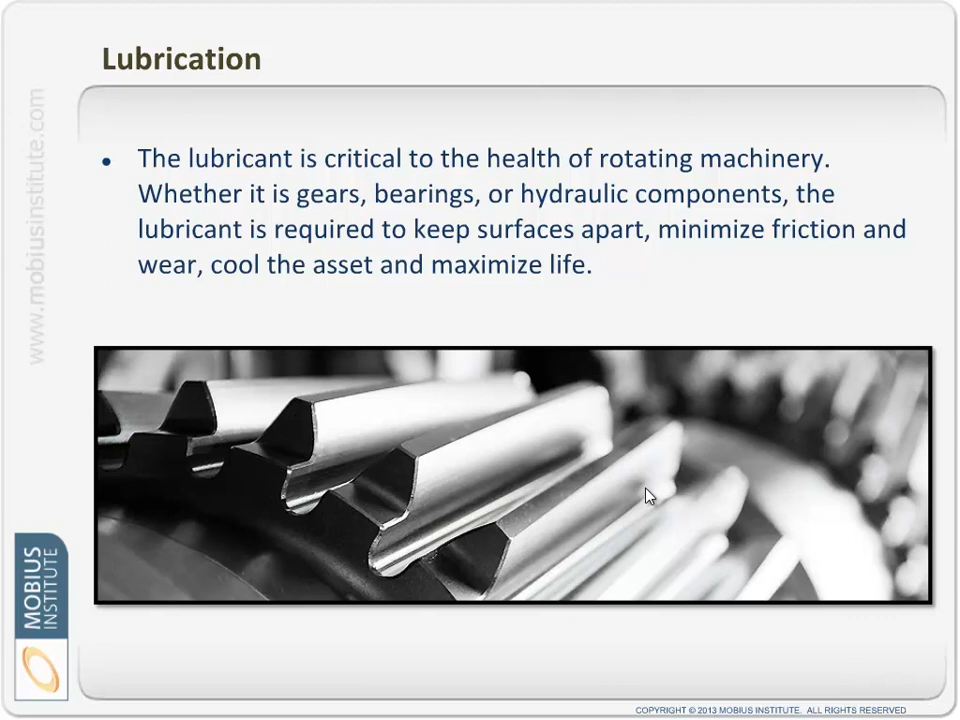 Lubrication
• The lubricant is critical to the health of rotating machinery.
Whether it is gears, bearings, or hydraulic components, the
lubricant is required to keep surfaces apart, minimize friction and
wear, cool the asset and maximize life.
www.mobiusinstitute.com
MOBIUS
INSTITUTE
COPYRIGHT © 2013 MOBIUS INSTITUTE. ALL RIGHTS RESERVED